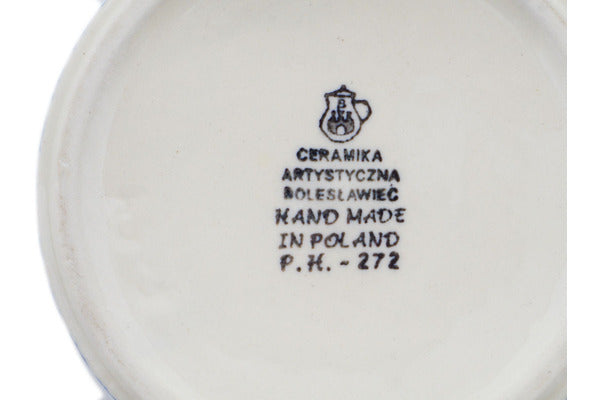 B
CERAMIKA
ARTYSTYCZNA
BOLESŁAWIEC
HAND MADE
IN POLAND
P.H. - 272